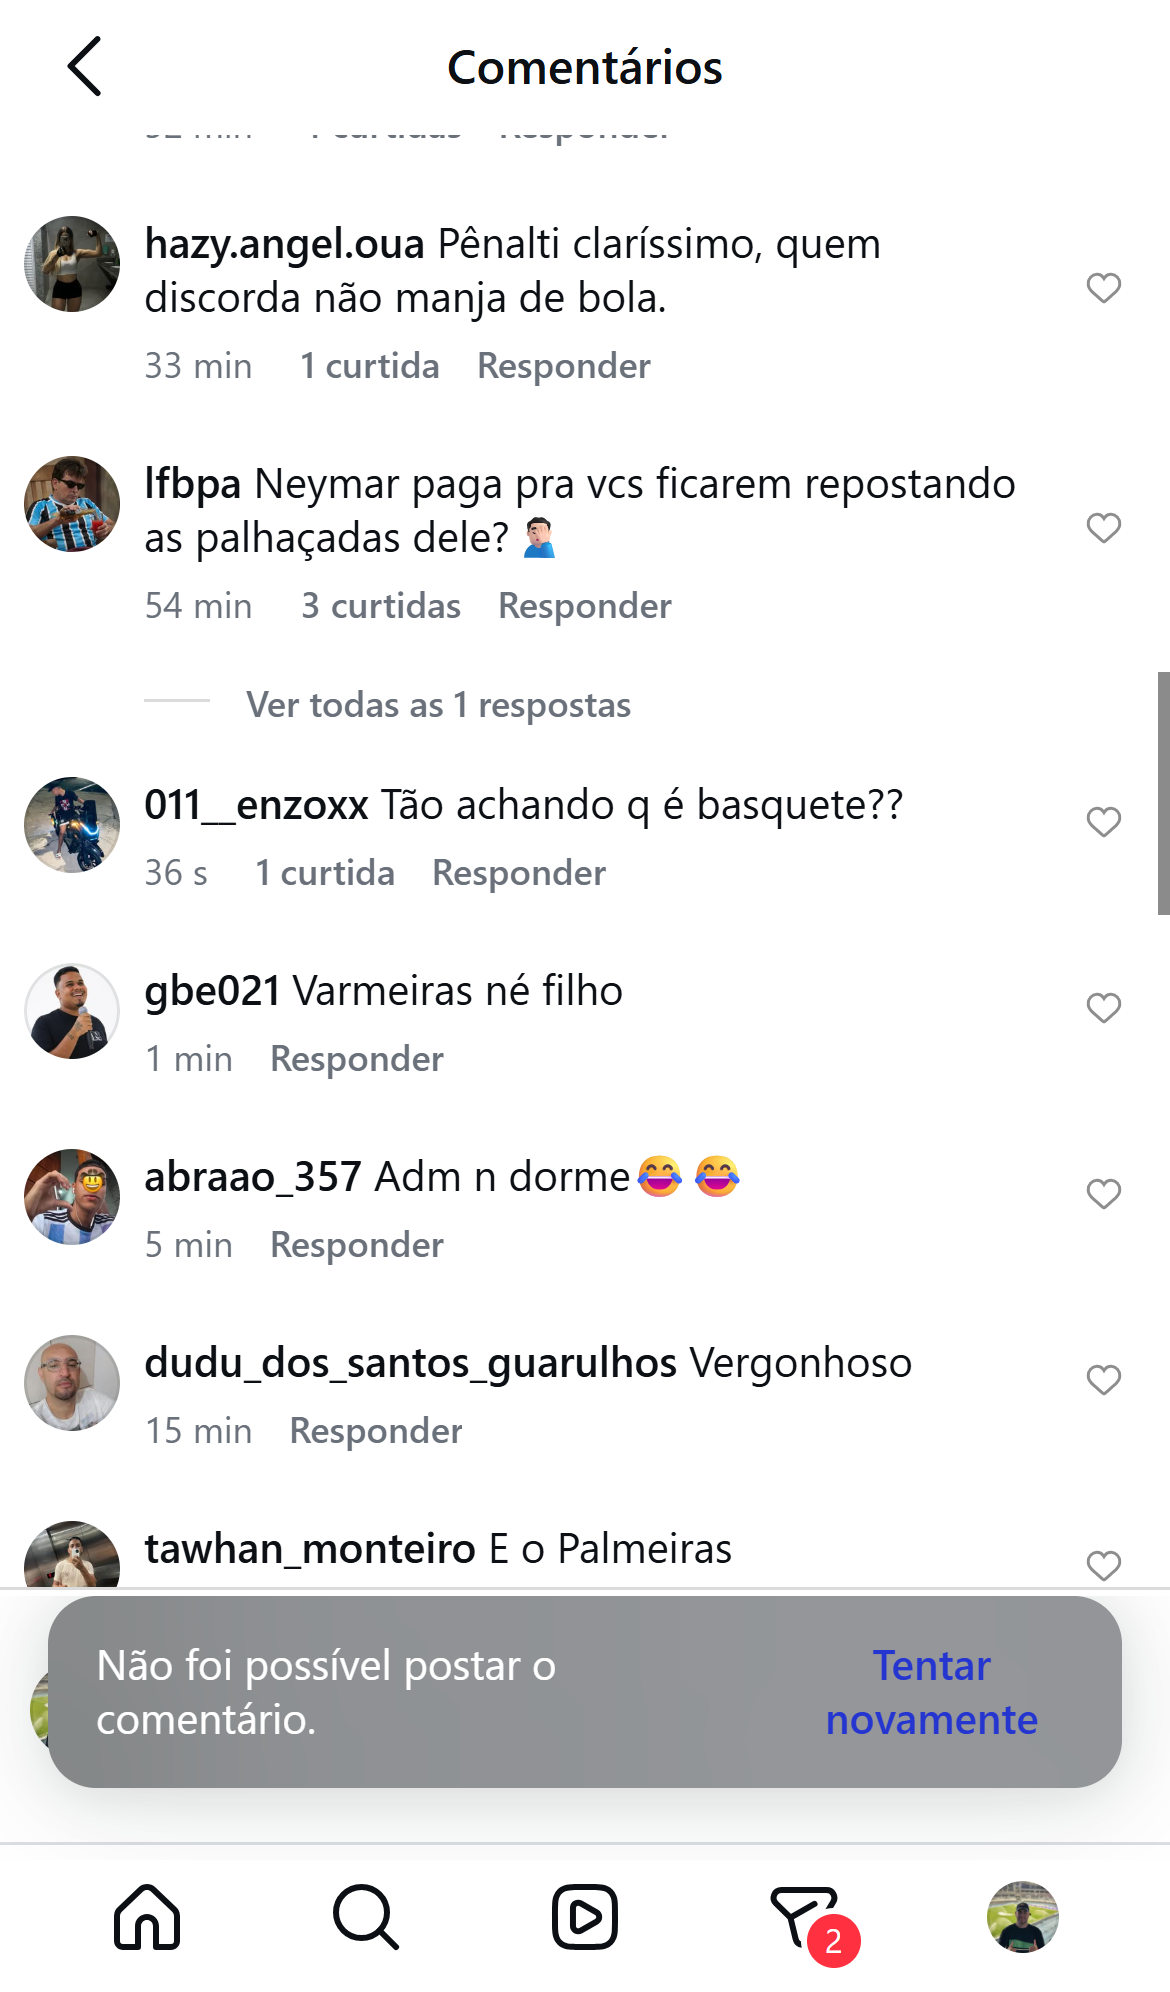 Comentários
hazy.angel.oua Pênalti claríssimo, quem
discorda não manja de bola.
33 min 1 curtida Responder
lfbpa Neymar paga pra vcs ficarem repostando
as palhaçadas dele? 🤦🏻‍♂️
54 min 3 curtidas Responder
Ver todas as 1 respostas
011__enzoxx Tão achando q é basquete??
36 s 1 curtida Responder
gbe021 Varmeiras né filho
1 min Responder
abraao_357 Adm n dorme😂😂
5 min Responder
dudu_dos_santos_guarulhos Vergonhoso
15 min Responder
tawhan_monteiro E o Palmeiras
Não foi possível postar o
comentário.
Tentar
novamente
2